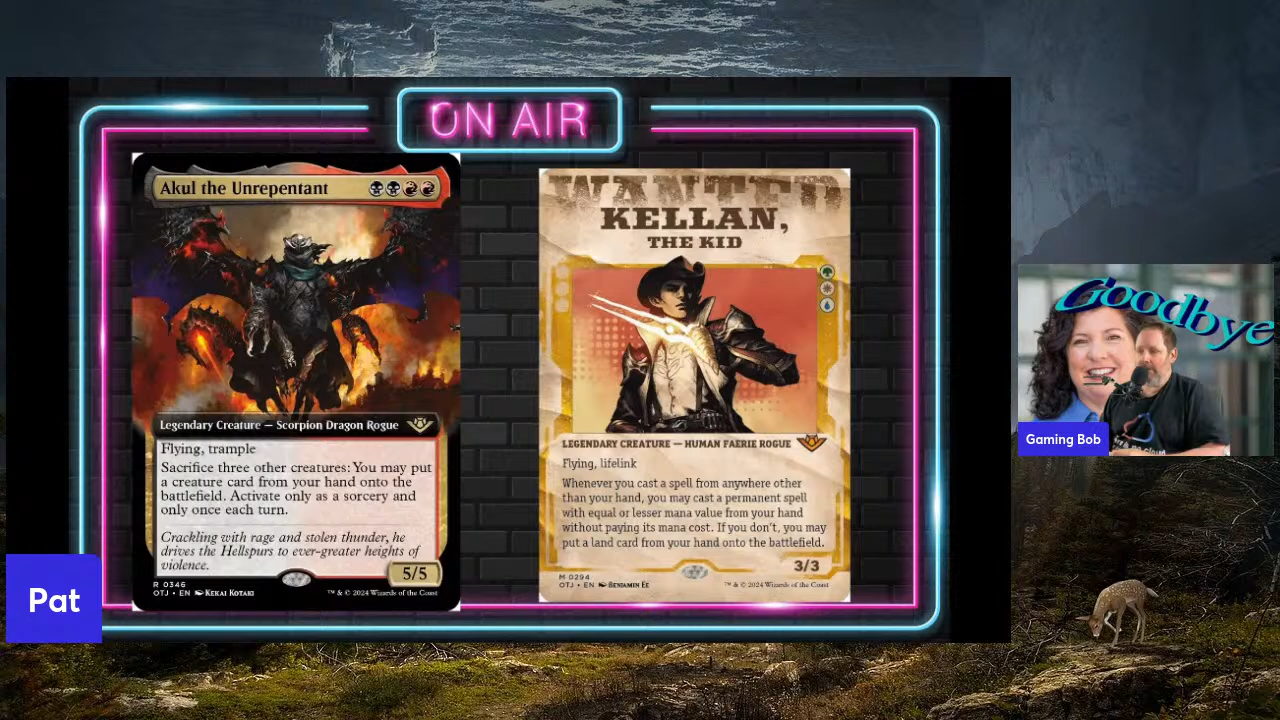 ON AIR
Akul the Unrepentant
Legendary Creature — Scorpion Dragon Rogue
Flying, trample
Sacrifice three other creatures: You may put
a creature card from your hand onto the
battlefield. Activate only as a sorcery and
only once each turn.
Crackling with rage and stolen thunder, he
drives the Hellspurs to ever-greater heights of
violence.
5/5
R 0346
OTJ • EN Kekai Kotaki
™ & © 2024 Wizards of the Coast
WANTED
KELLAN,
THE KID
LEGENDARY CREATURE — HUMAN FAERIE ROGUE
Flying, lifelink
Whenever you cast a spell from anywhere other
than your hand, you may cast a permanent spell
with equal or lesser mana value from your hand
without paying its mana cost. If you don't, you may
put a land card from your hand onto the battlefield.
3/3
M 0294
OTJ • EN Benjamin Ee
™ & © 2024 Wizards of the Coast
Goodbye
Gaming Bob
Pat